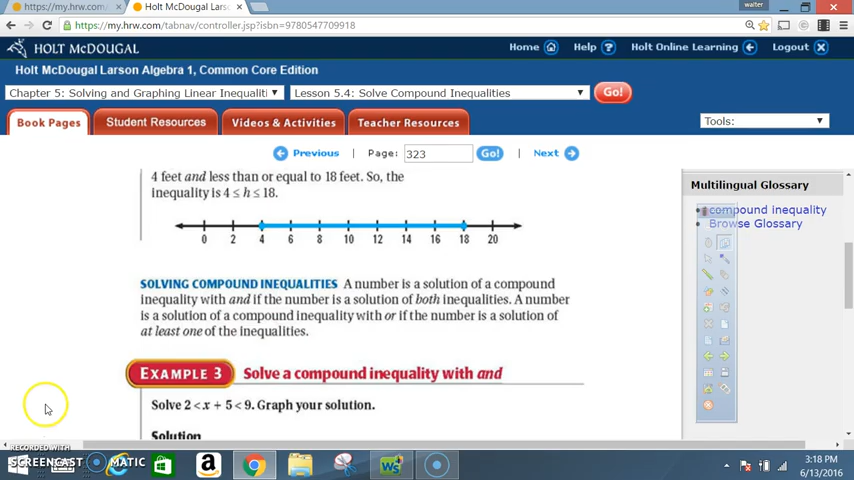 https://my.hrw.com/
Holt McDougal Lars
walter
https://my.hrw.com/tabnav/controller.jsp?isbn=9780547709918
HOLT MCDOUGAL
Home
Help
Holt Online Learning
Logout
Holt McDougal Larson Algebra 1, Common Core Edition
Chapter 5: Solving and Graphing Linear Inequaliti
Lesson 5.4: Solve Compound Inequalities
Go!
Book Pages
Student Resources
Videos & Activities
Teacher Resources
Tools:
Previous
Page:
323
Go!
Next
4 feet and less than or equal to 18 feet. So, the
inequality is 4 ≤ h ≤ 18.
0 2 4 6 8 10 12 14 16 18 20
SOLVING COMPOUND INEQUALITIES A number is a solution of a compound
inequality with and if the number is a solution of both inequalities. A number
is a solution of a compound inequality with or if the number is a solution of
at least one of the inequalities.
EXAMPLE 3 Solve a compound inequality with and
Solve 2 < x + 5 < 9. Graph your solution.
Solution
Multilingual Glossary
compound inequality
Browse Glossary
RECORDED WITH
SCREENCAST MATIC
3:18 PM
6/13/2016